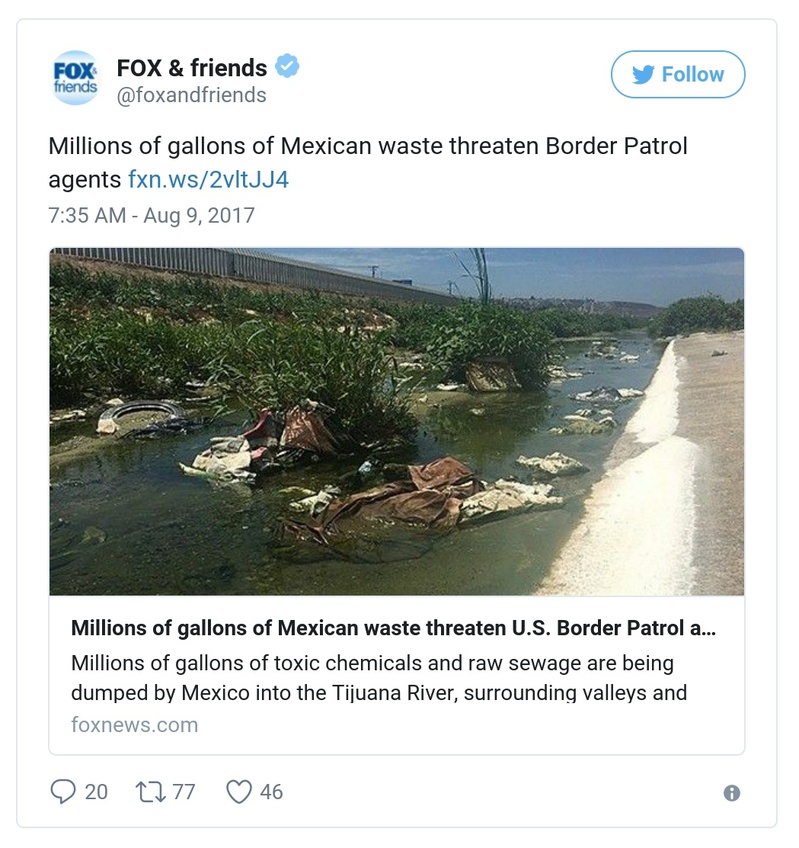 FOX&
friends
FOX & friends
@foxandfriends
Follow
Millions of gallons of Mexican waste threaten Border Patrol
agents fxn.ws/2vltJJ4
7:35 AM - Aug 9, 2017
Millions of gallons of Mexican waste threaten U.S. Border Patrol a...
Millions of gallons of toxic chemicals and raw sewage are being
dumped by Mexico into the Tijuana River, surrounding valleys and
foxnews.com
20 77 46